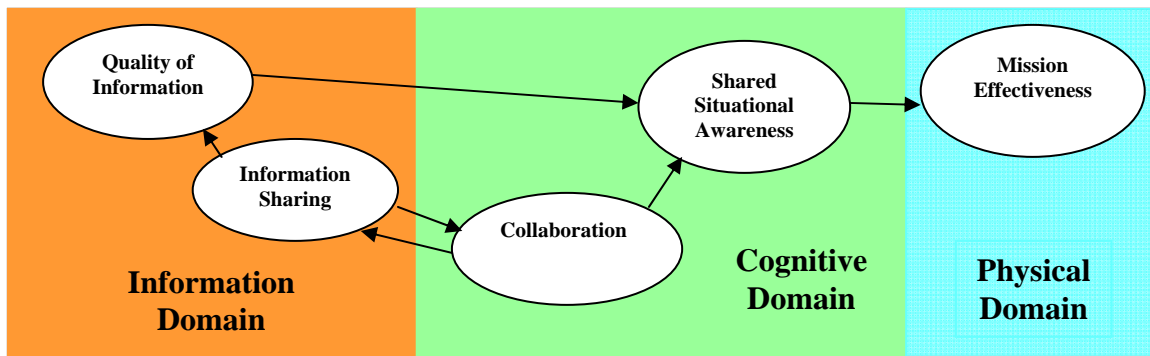 Quality of
Information
Shared
Situational
Awareness
Mission
Effectiveness
Information
Sharing
Collaboration
Information
Domain
Cognitive
Domain
Physical
Domain